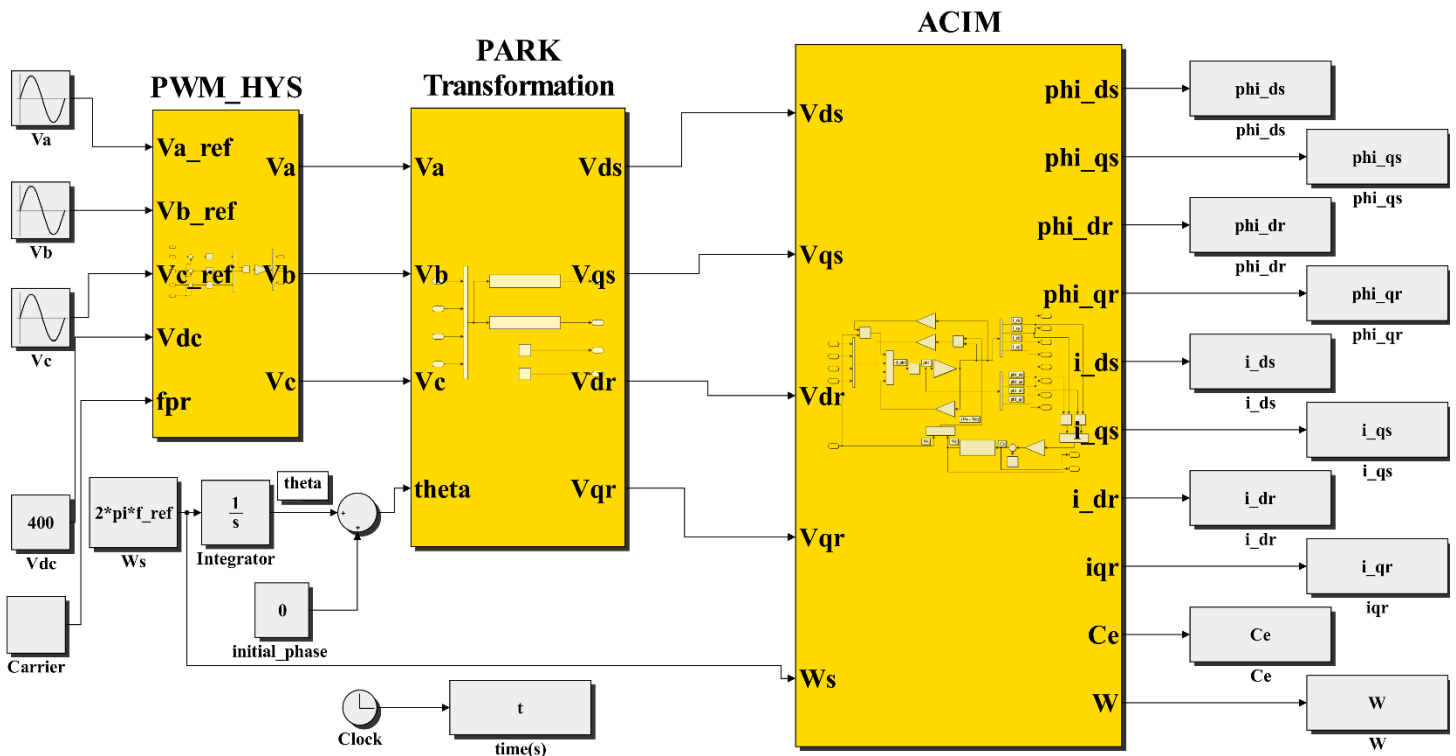 ACIM
PARK
Transformation
PWM_HYS
Va
Vb
Vc
Va_ref
Vb_ref
Vc_ref
Vdc
fpr
Va
Vb
Vc
400
Vdc
Carrier
2*pi*f_ref
Ws
1
s
Integrator
theta
+
+
0
initial_phase
Clock
t
time(s)
Va
Vb
Vc
theta
Vds
Vqs
Vdr
Vqr
Vds
Vqs
Vdr
Vqr
Ws
phi_ds
phi_qs
phi_dr
phi_qr
i_ds
i_qs
i_dr
iqr
Ce
W
phi_ds
phi_ds
phi_qs
phi_qs
phi_dr
phi_dr
phi_qr
phi_qr
i_ds
i_ds
i_qs
i_qs
i_dr
i_dr
i_qr
iqr
Ce
Ce
W
W